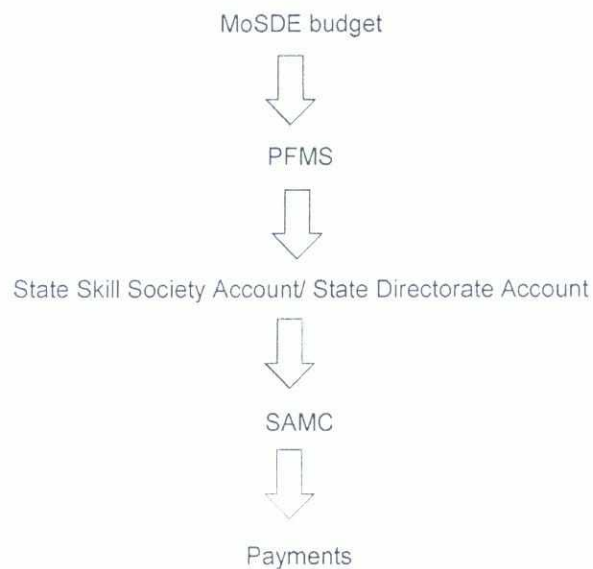 MoSDE budget
PFMS
State Skill Society Account/ State Directorate Account
SAMC
Payments